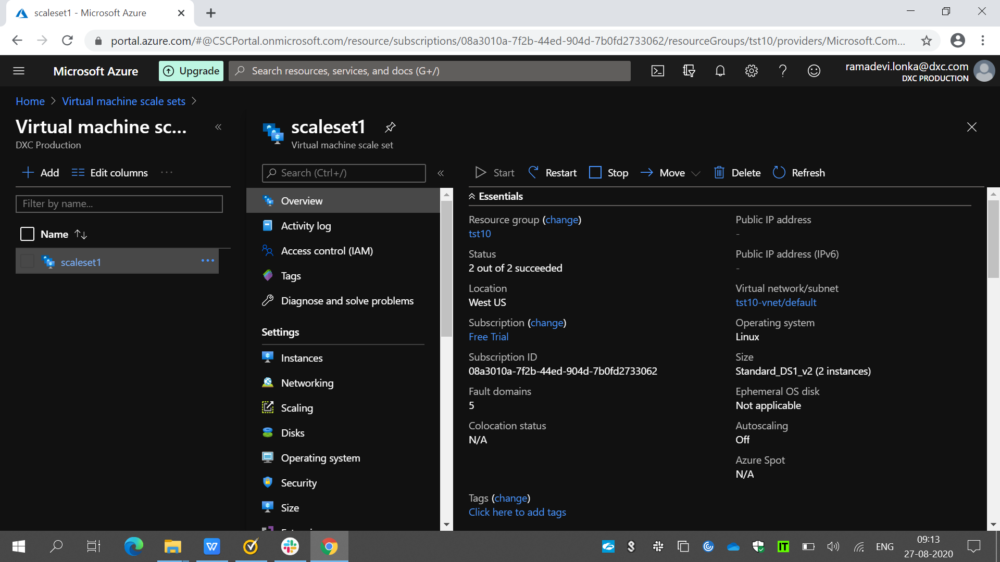 scaleset1 - Microsoft Azure
portal.azure.com/#@CSCPortal.onmicrosoft.com/resource/subscriptions/08a3010a-7f2b-44ed-904d-7b0fd2733062/resourceGroups/tst10/providers/Microsoft.Com...
Microsoft Azure
Upgrade
Search resources, services, and docs (G+/)
ramadevi.lonka@dxc.com
DXC PRODUCTION
Home > Virtual machine scale sets >
Virtual machine sc...
DXC Production
Add
Edit columns
Filter by name...
Name
scaleset1
scaleset1
Virtual machine scale set
Search (Ctrl+/)
Overview
Activity log
Access control (IAM)
Tags
Diagnose and solve problems
Settings
Instances
Networking
Scaling
Disks
Operating system
Security
Size
Start
Restart
Stop
Move
Delete
Refresh
Essentials
Resource group (change)
tst10
Status
2 out of 2 succeeded
Location
West US
Subscription (change)
Free Trial
Subscription ID
08a3010a-7f2b-44ed-904d-7b0fd2733062
Fault domains
5
Colocation status
N/A
Public IP address
-
Public IP address (IPv6)
-
Virtual network/subnet
tst10-vnet/default
Operating system
Linux
Size
Standard_DS1_v2 (2 instances)
Ephemeral OS disk
Not applicable
Autoscaling
Off
Azure Spot
N/A
Tags (change)
Click here to add tags
IT
ENG
09:13
27-08-2020